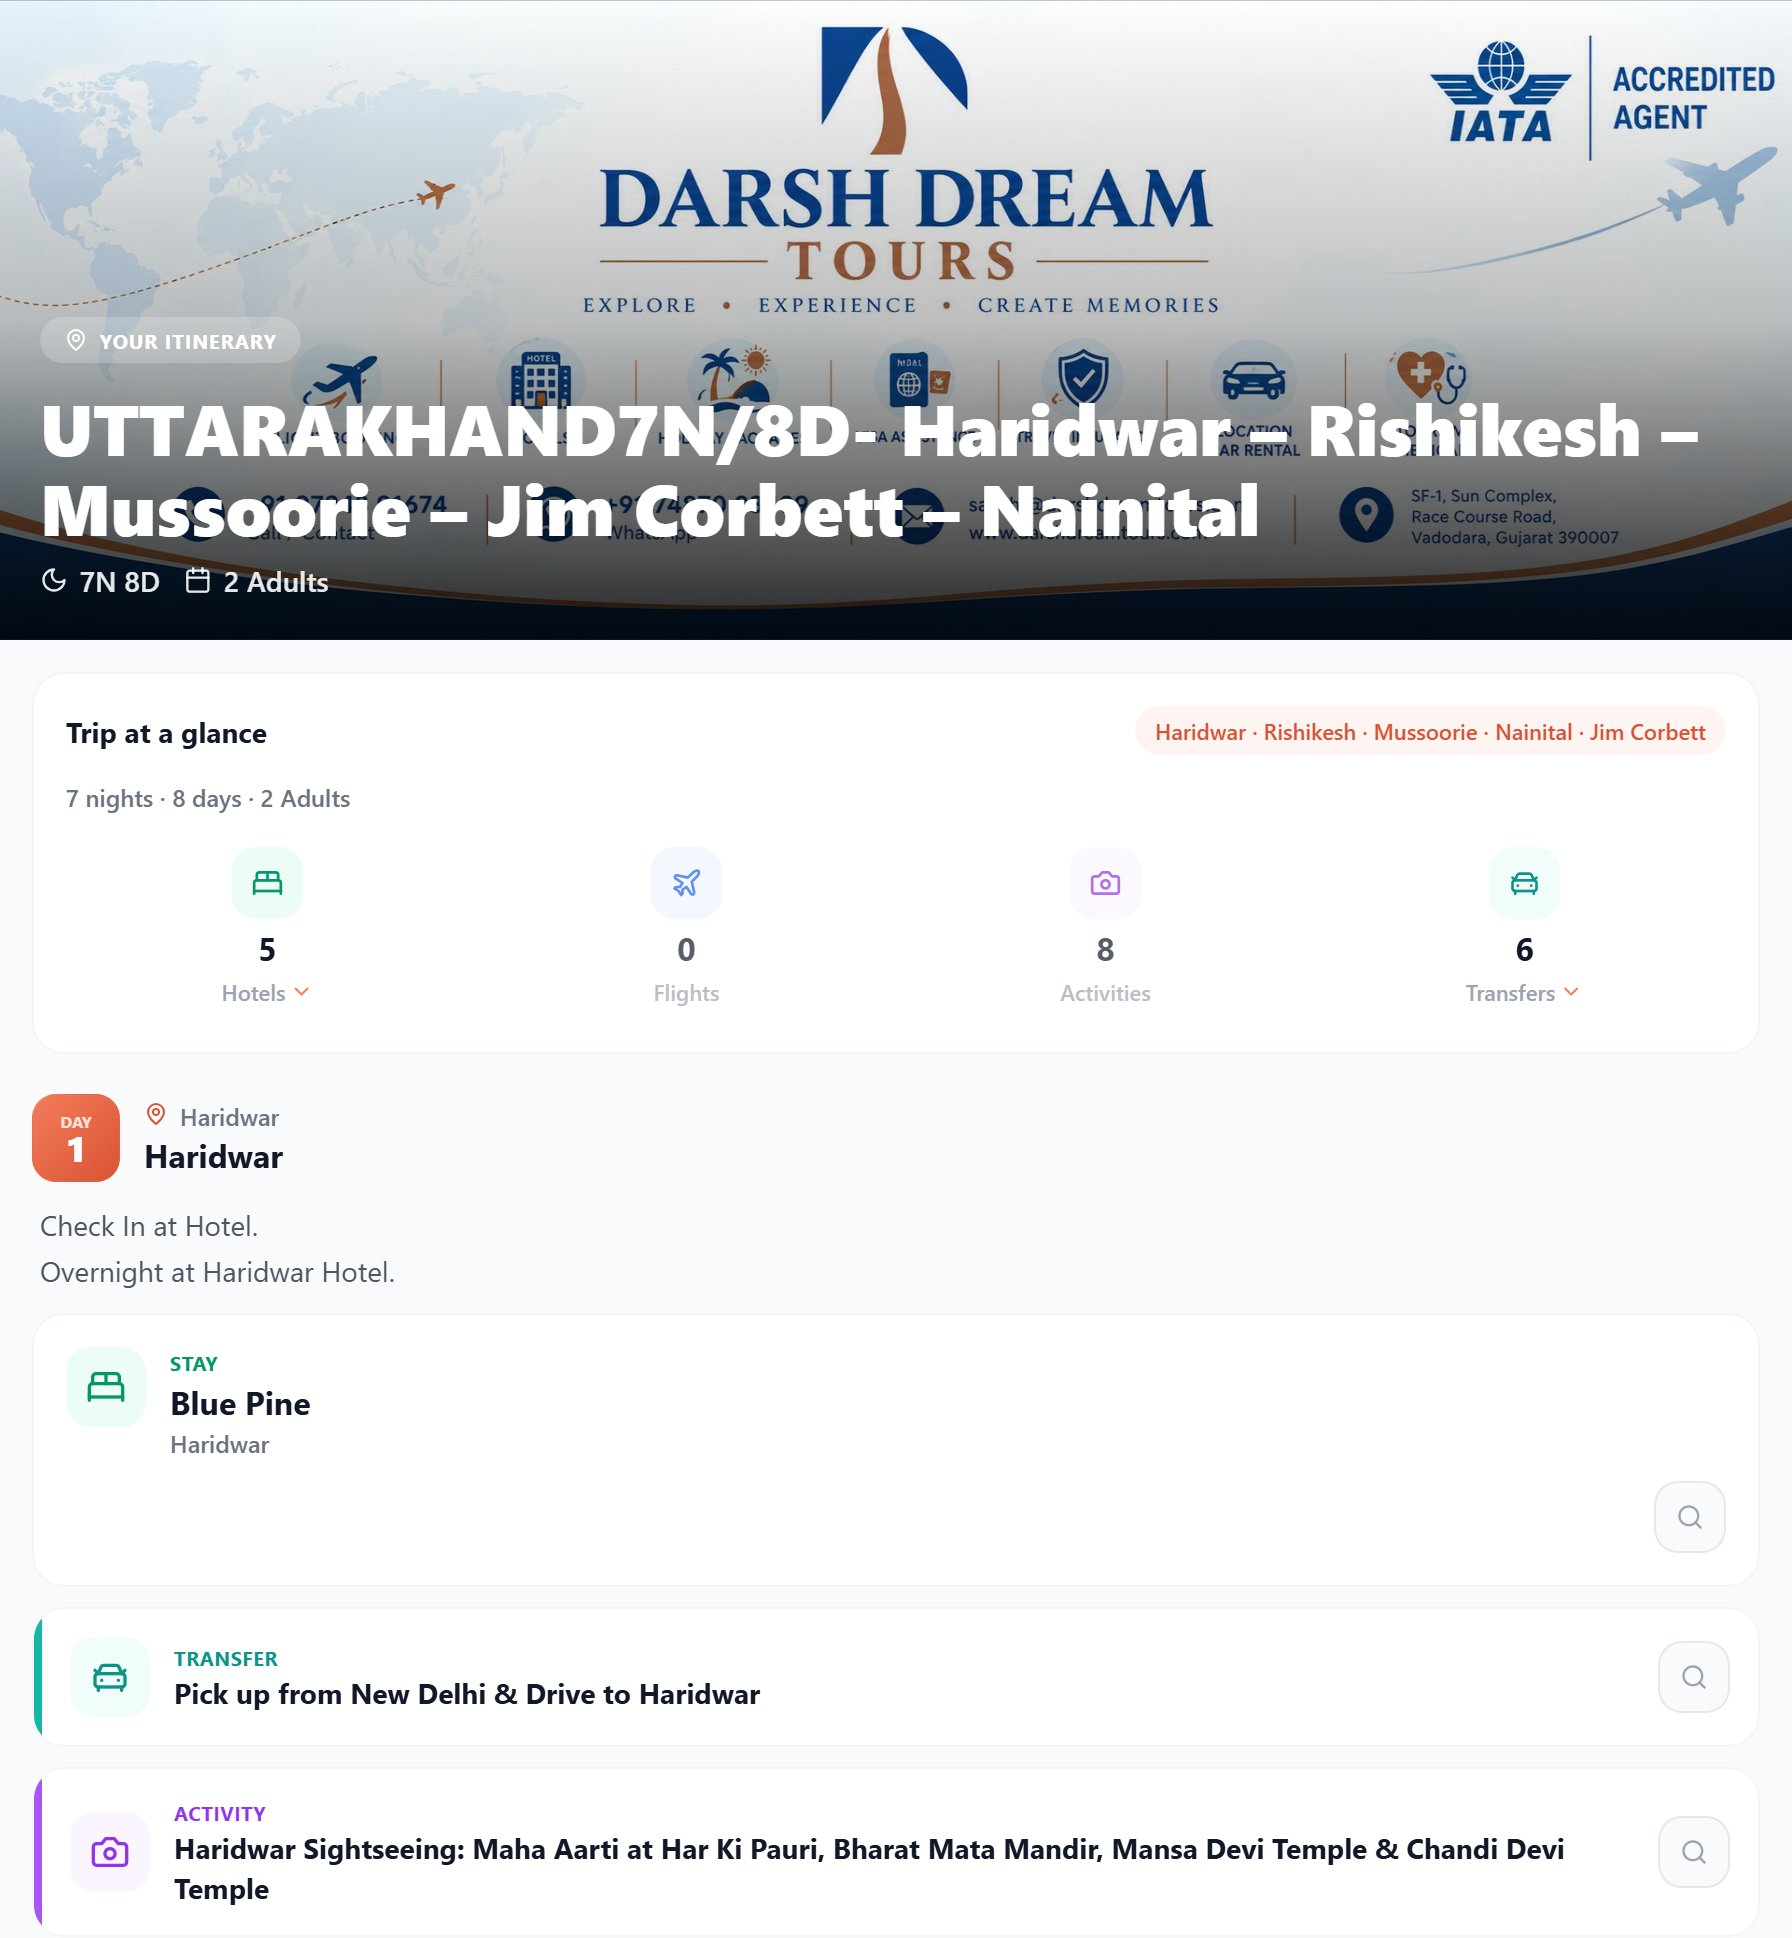 DARSH DREAM
TOURS
EXPLORE • EXPERIENCE • CREATE MEMORIES
IATA
ACCREDITED
AGENT
YOUR ITINERARY
HOTEL
UTTARAKHAND7N/8D- Haridwar – Rishikesh –
Mussoorie – Jim Corbett – Nainital
AR RENTAL
SF-1, Sun Complex,
Race Course Road,
Vadodara, Gujarat 390007
7N 8D 2 Adults
Trip at a glance
Haridwar · Rishikesh · Mussoorie · Nainital · Jim Corbett
7 nights · 8 days · 2 Adults
5
Hotels
0
Flights
8
Activities
6
Transfers
DAY
1
Haridwar
Haridwar
Check In at Hotel.
Overnight at Haridwar Hotel.
STAY
Blue Pine
Haridwar
TRANSFER
Pick up from New Delhi & Drive to Haridwar
ACTIVITY
Haridwar Sightseeing: Maha Aarti at Har Ki Pauri, Bharat Mata Mandir, Mansa Devi Temple & Chandi Devi
Temple